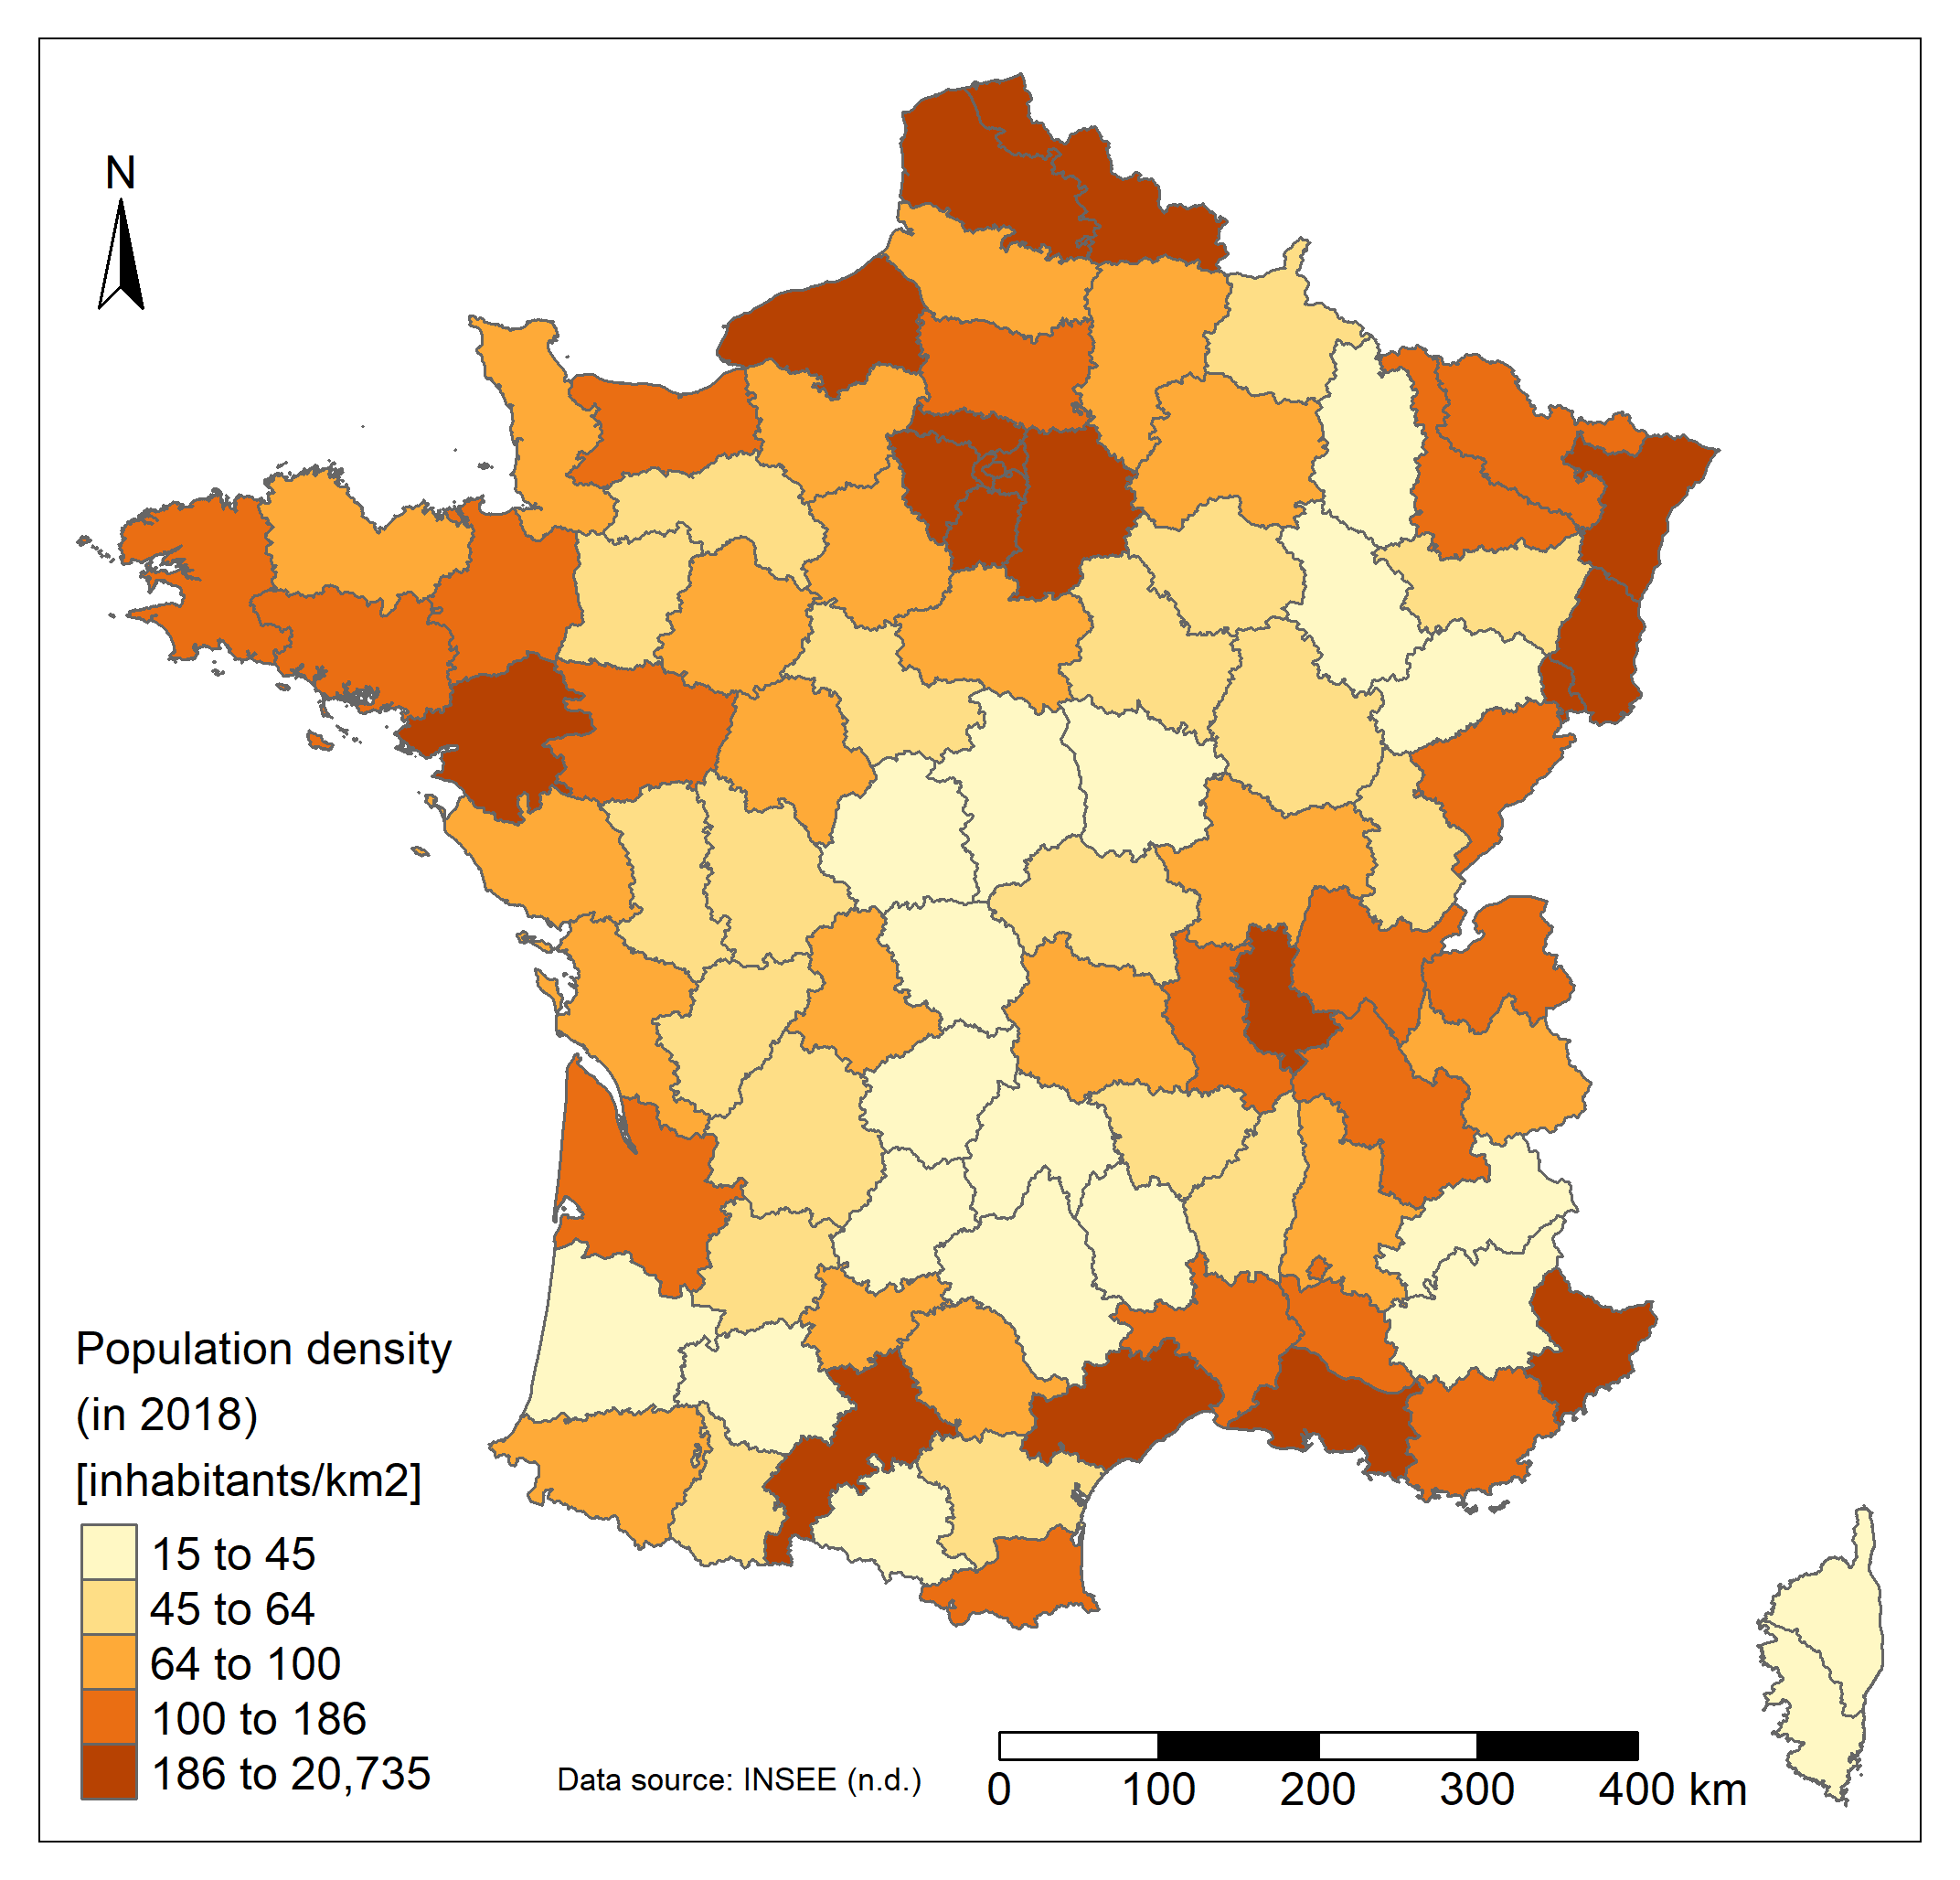 N
Population density
(in 2018)
[inhabitants/km2]
15 to 45
45 to 64
64 to 100
100 to 186
186 to 20,735
Data source: INSEE (n.d.)
0 100 200 300 400 km